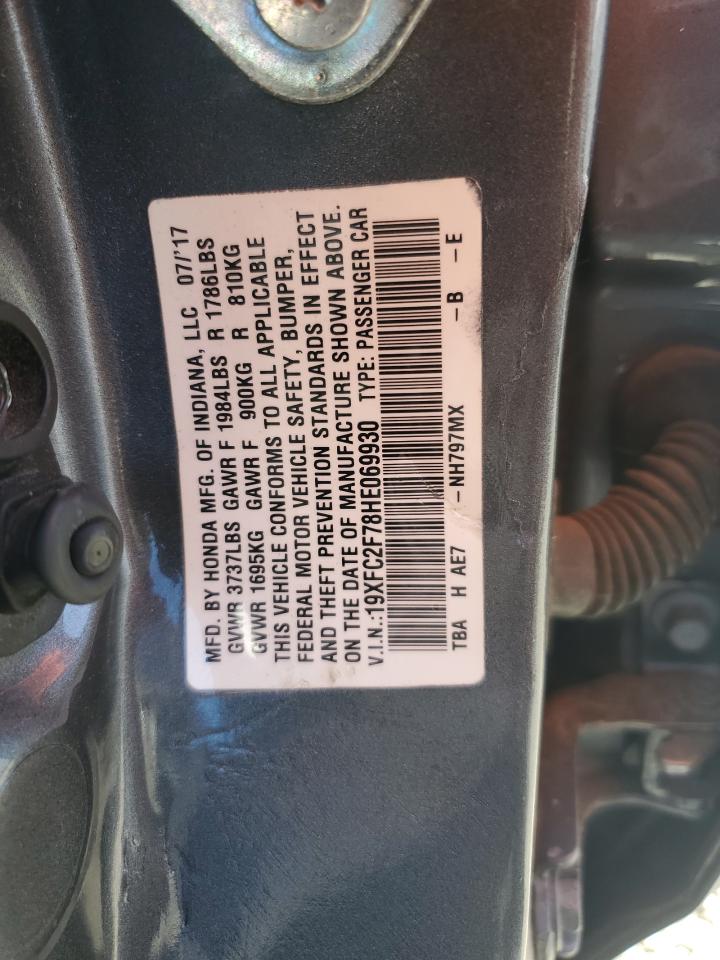 MFD. BY HONDA MFG. OF INDIANA, LLC 07/'17
GVWR 3737LBS GAWR F 1984LBS R 1786LBS
GVWR 1695KG GAWR F 900KG R 810KG
THIS VEHICLE CONFORMS TO ALL APPLICABLE
FEDERAL MOTOR VEHICLE SAFETY, BUMPER,
AND THEFT PREVENTION STANDARDS IN EFFECT
ON THE DATE OF MANUFACTURE SHOWN ABOVE.
V.I.N.:19XFC2F78HE069930 TYPE: PASSENGER CAR
TBA H AE7 -NH797MX -B -E